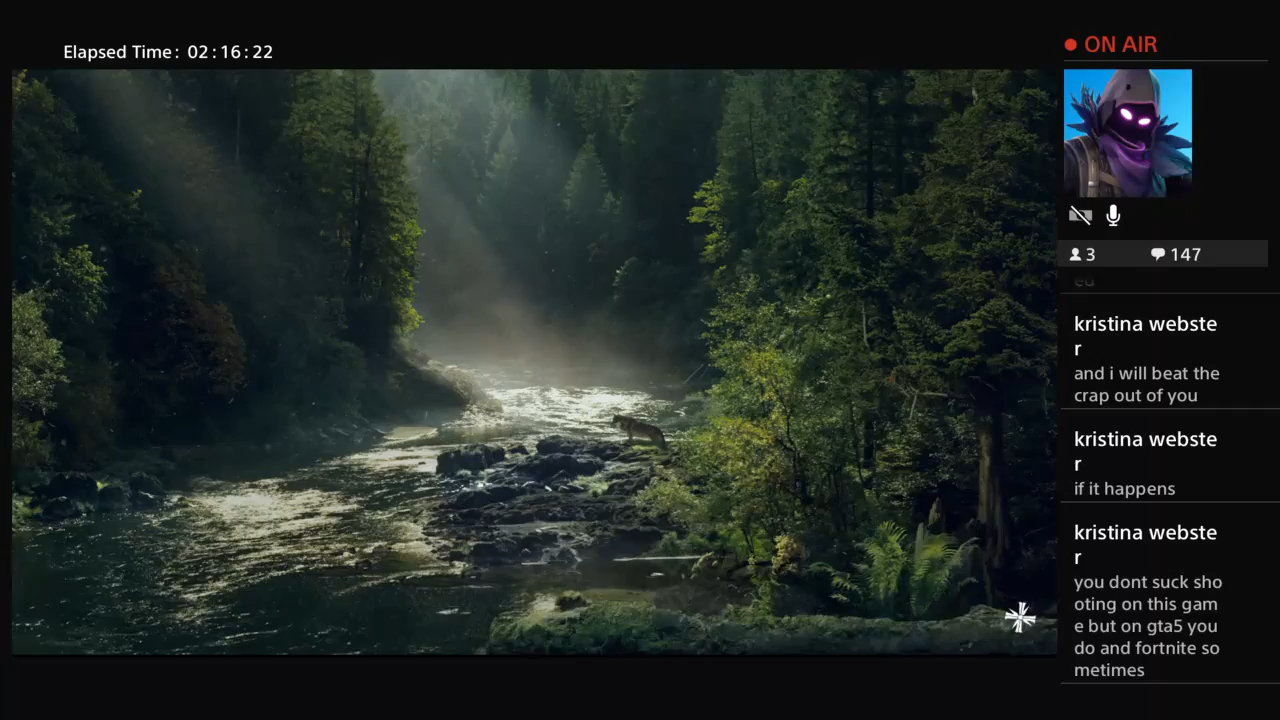 Elapsed Time: 02:16:22
ON AIR
3
147
ed
kristina webste
r
and i will beat the
crap out of you
kristina webste
r
if it happens
kristina webste
r
you dont suck sho
oting on this gam
e but on gta5 you
do and fortnite so
metimes